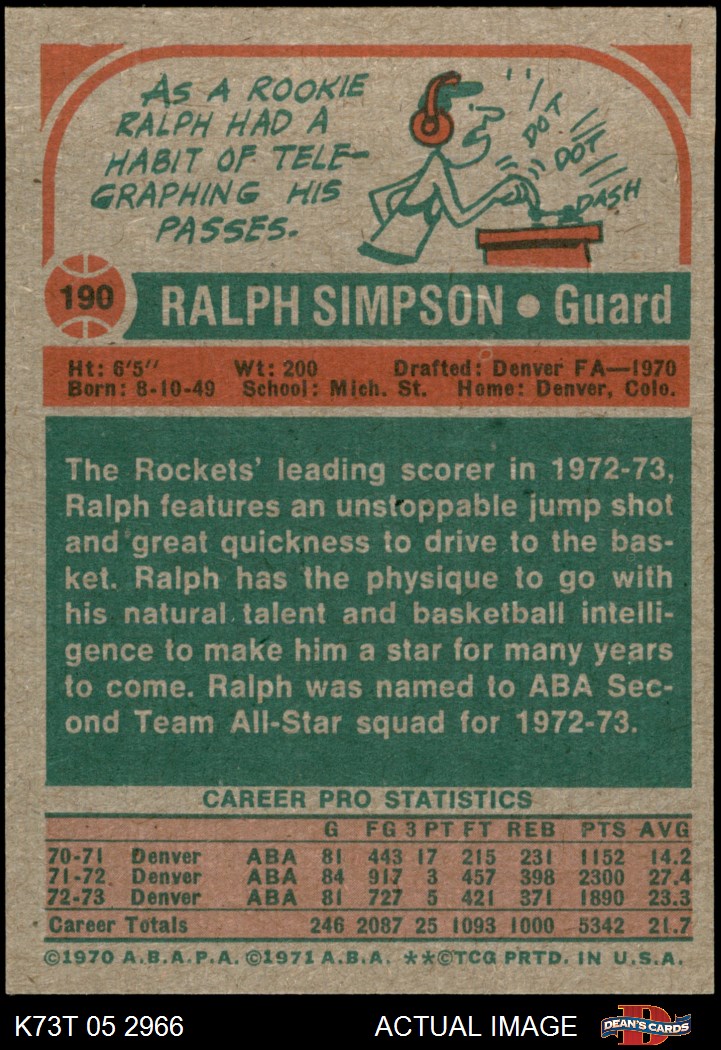 AS A ROOKIE
RALPH HAD A
HABIT OF TELE-
GRAPHING HIS
PASSES.
DOT
DOT
DASH
190
RALPH SIMPSON • Guard
Ht: 6'5" Wt: 200 Drafted: Denver FA—1970
Born: 8-10-49 School: Mich. St. Home: Denver, Colo.
The Rockets' leading scorer in 1972-73,
Ralph features an unstoppable jump shot
and great quickness to drive to the bas-
ket. Ralph has the physique to go with
his natural talent and basketball intelli-
gence to make him a star for many years
to come. Ralph was named to ABA Sec-
ond Team All-Star squad for 1972-73.
CAREER PRO STATISTICS
G FG 3 PT FT REB PTS AVG
70-71 Denver ABA 81 443 17 215 231 1152 14.2
71-72 Denver ABA 84 917 3 457 398 2300 27.4
72-73 Denver ABA 81 727 5 421 371 1890 23.3
Career Totals 246 2087 25 1093 1000 5342 21.7
©1970 A.B.A.P.A. ©1971 A.B.A. **©TCG PRTD. IN U.S.A.
K73T 05 2966 ACTUAL IMAGE D DEAN'S CARDS